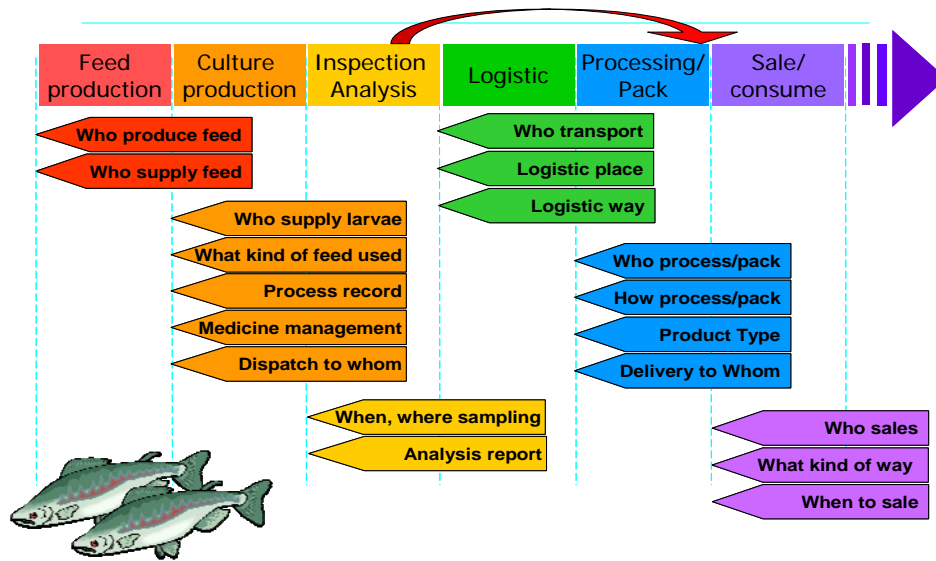 Feed
production
Culture
production
Inspection
Analysis
Logistic
Processing/
Pack
Sale/
consume
Who produce feed
Who supply feed
Who supply larvae
What kind of feed used
Process record
Medicine management
Dispatch to whom
When, where sampling
Analysis report
Who transport
Logistic place
Logistic way
Who process/pack
How process/pack
Product Type
Delivery to Whom
Who sales
What kind of way
When to sale